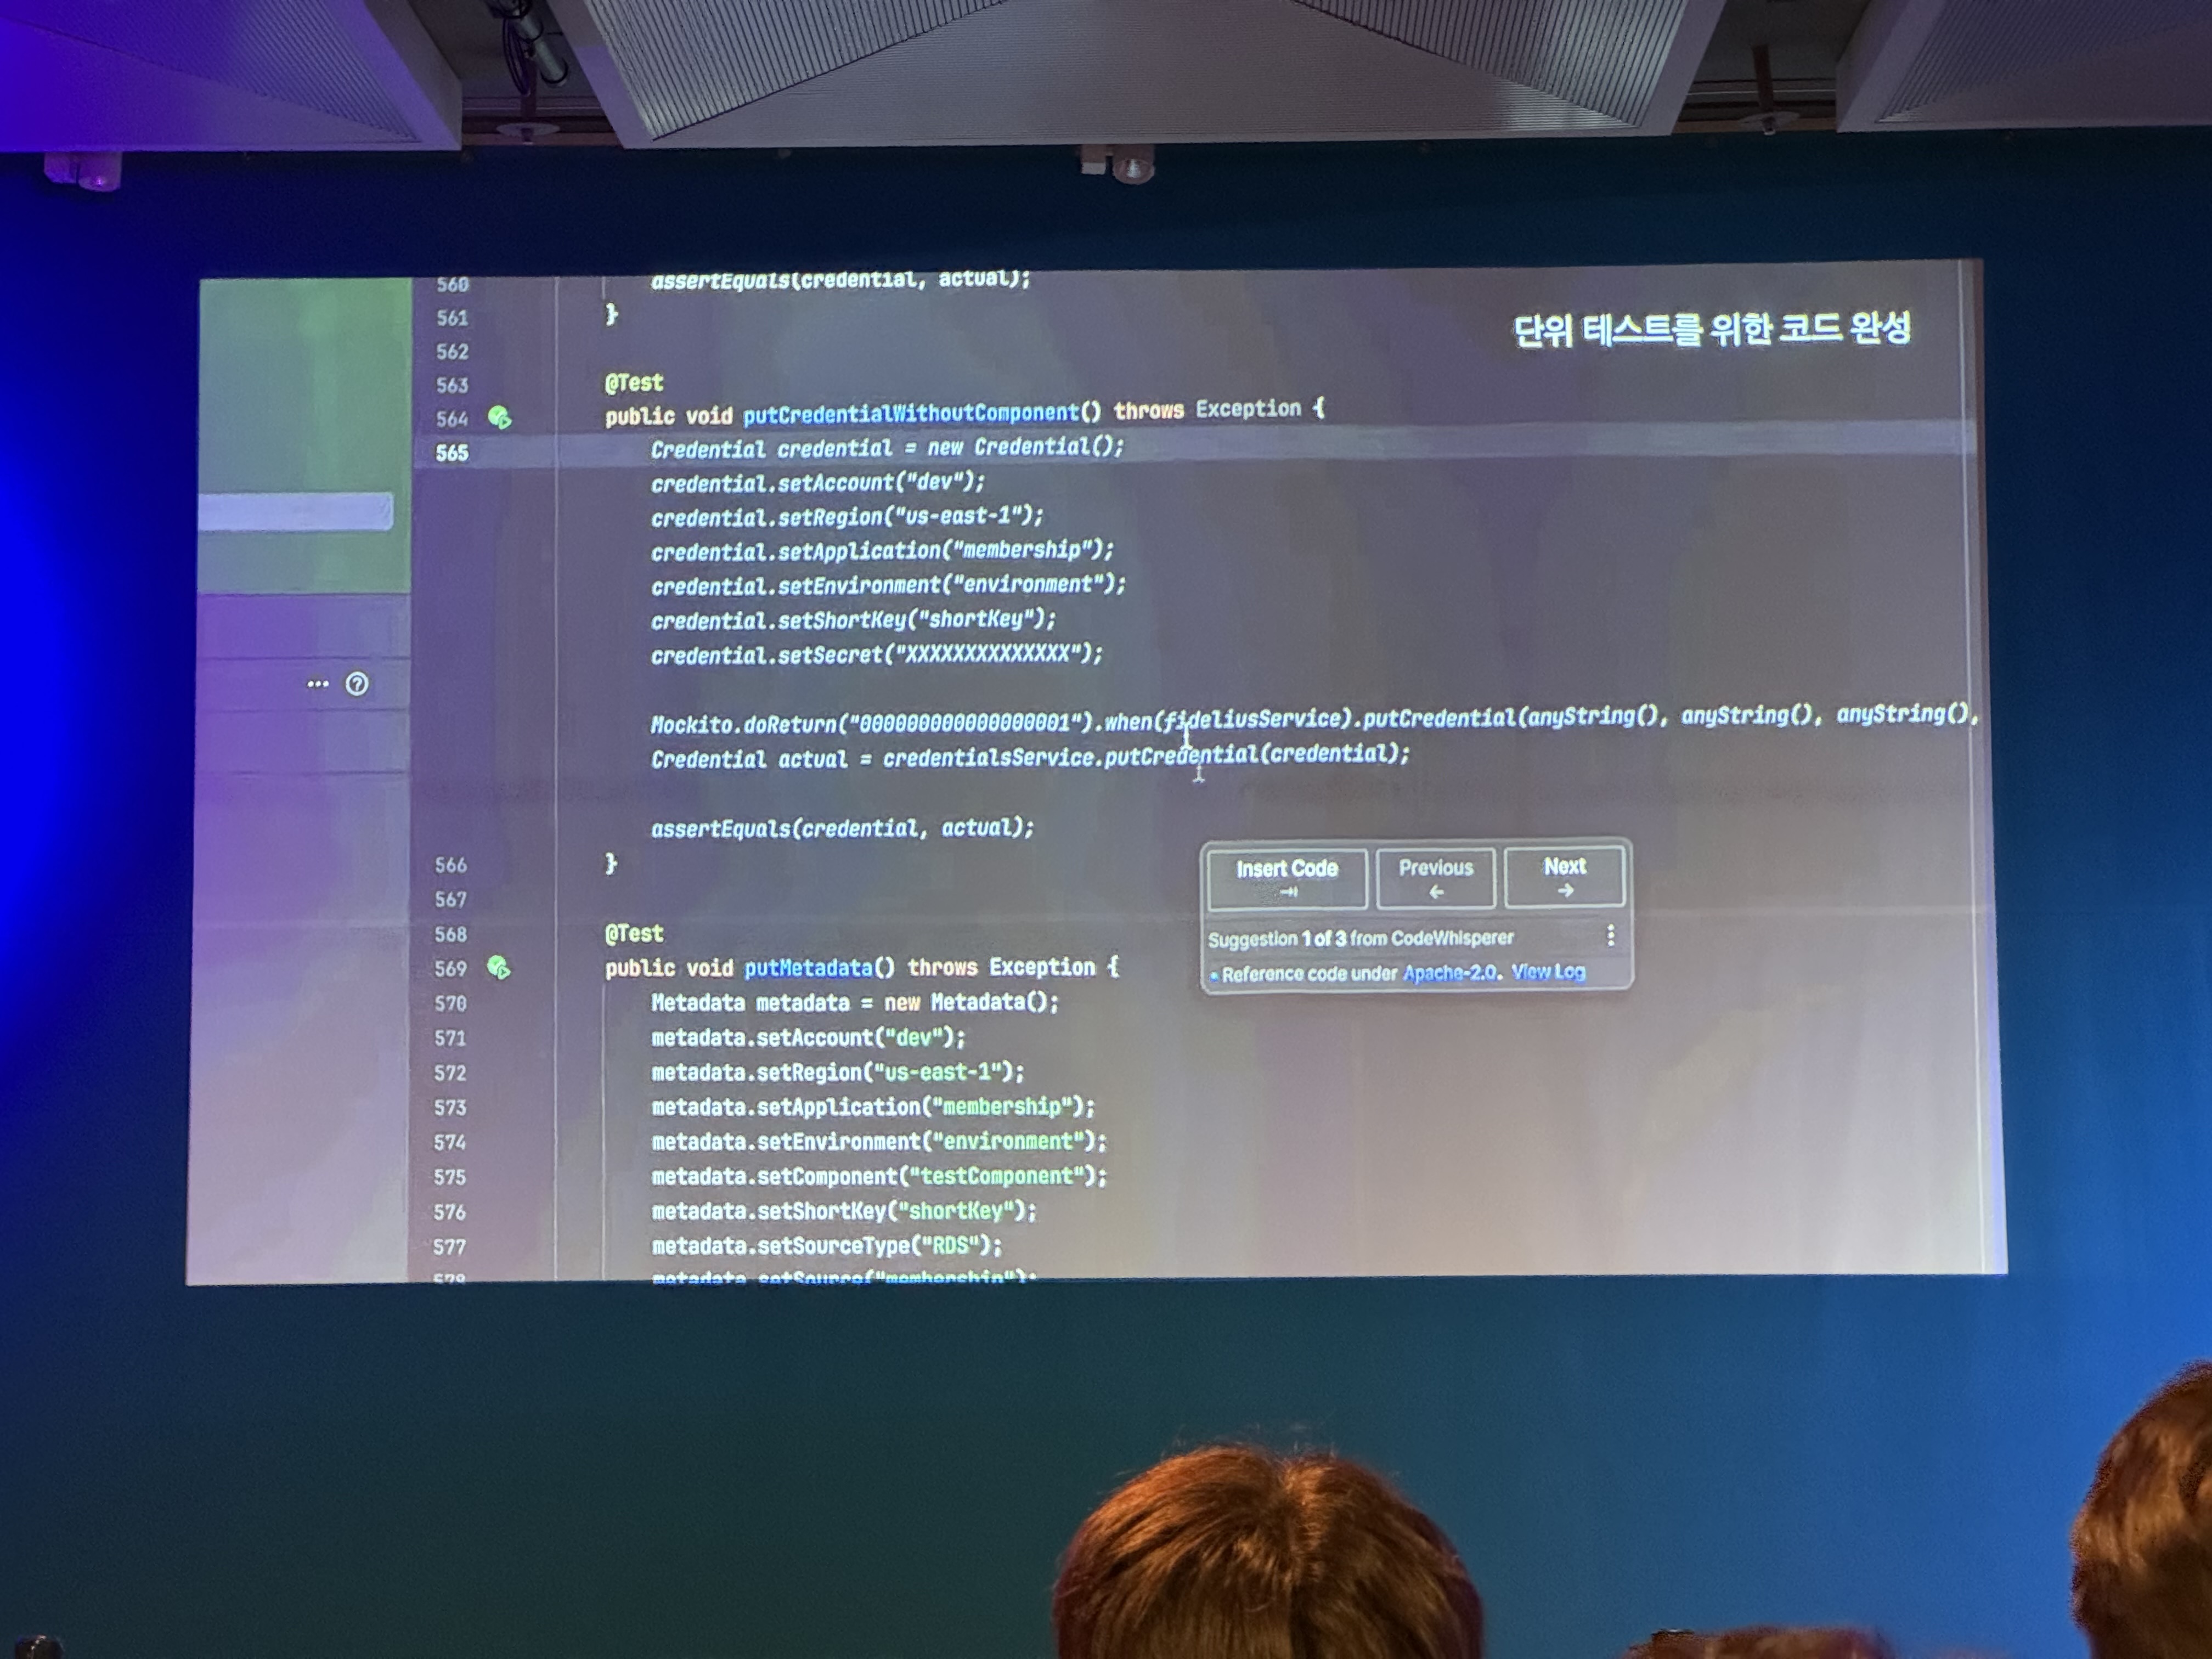 560 assertEquals(credential, actual);
단위 테스트를 위한 코드 완성
561 }
562
563 @Test
564 public void putCredentialWithoutComponent() throws Exception {
565 Credential credential = new Credential();
credential.setAccount("dev");
credential.setRegion("us-east-1");
credential.setApplication("membership");
credential.setEnvironment("environment");
credential.setShortKey("shortKey");
credential.setSecret("XXXXXXXXXXXXXX");
Mockito.doReturn("000000000000000001").when(fideliusService).putCredential(anyString(), anyString(), anyString(),
Credential actual = credentialsService.putCredential(credential);
assertEquals(credential, actual);
566 }
567
Insert Code Previous Next
Suggestion 1 of 3 from CodeWhisperer
Reference code under Apache-2.0. View Log
568 @Test
569 public void putMetadata() throws Exception {
570 Metadata metadata = new Metadata();
571 metadata.setAccount("dev");
572 metadata.setRegion("us-east-1");
573 metadata.setApplication("membership");
574 metadata.setEnvironment("environment");
575 metadata.setComponent("testComponent");
576 metadata.setShortKey("shortKey");
577 metadata.setSourceType("RDS");
578 metadata.setSource("membership");